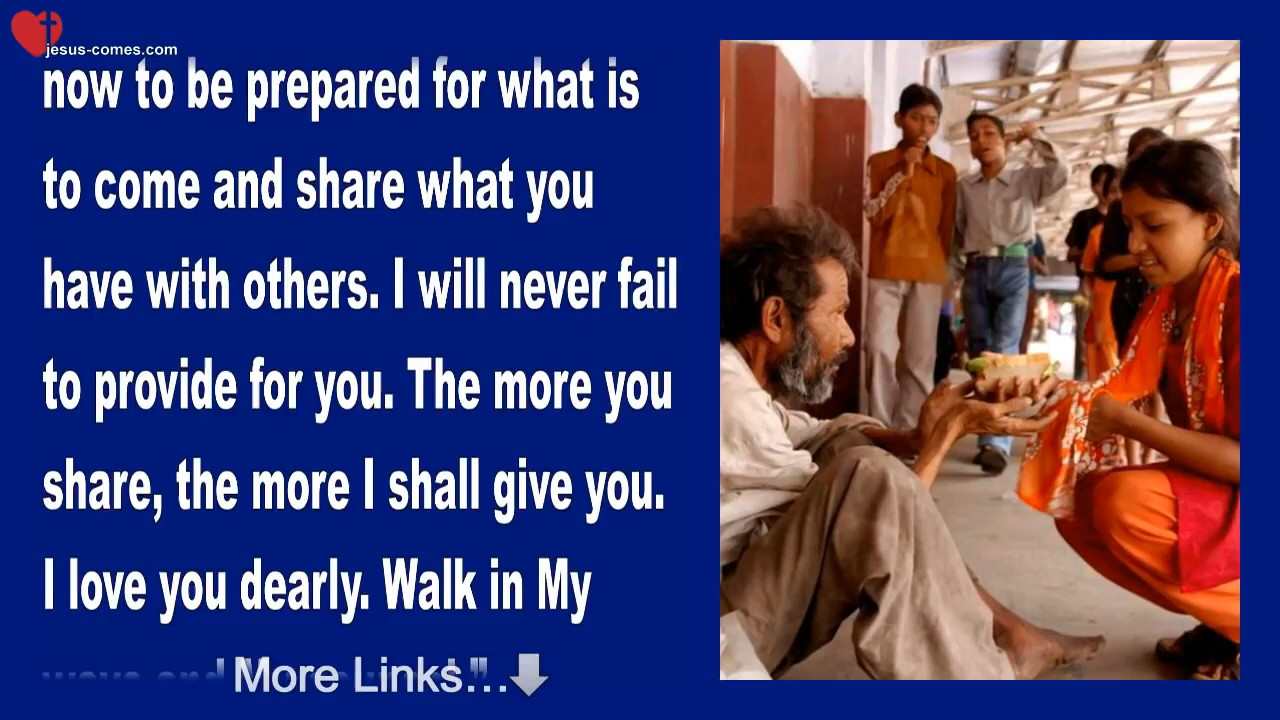 jesus-comes.com
now to be prepared for what is
to come and share what you
have with others. I will never fail
to provide for you. The more you
share, the more I shall give you.
I love you dearly. Walk in My
More Links...